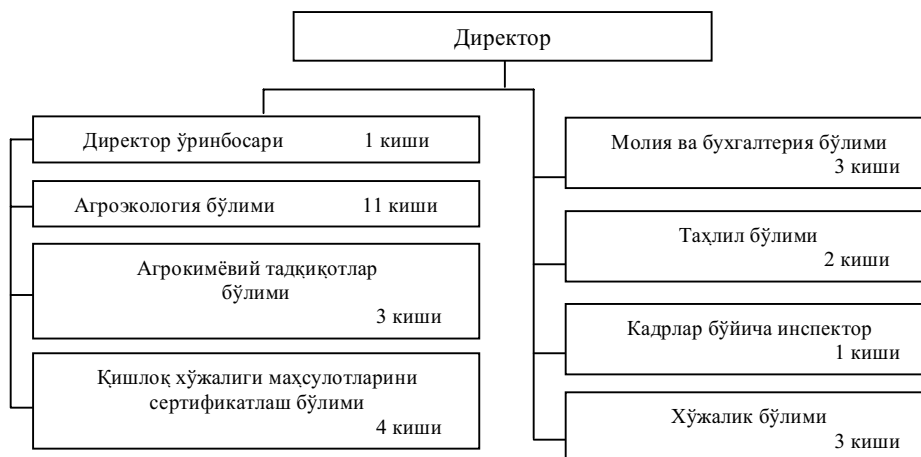 Директор
Директор ўринбосари 1 киши
Агроэкология бўлими 11 киши
Агрокимёвий тадқиқотлар
бўлими
3 киши
Қишлоқ хўжалиги маҳсулотларини
сертификатлаш бўлими
4 киши
Молия ва бухгалтерия бўлими
3 киши
Таҳлил бўлими
2 киши
Кадрлар бўйича инспектор
1 киши
Хўжалик бўлими
3 киши